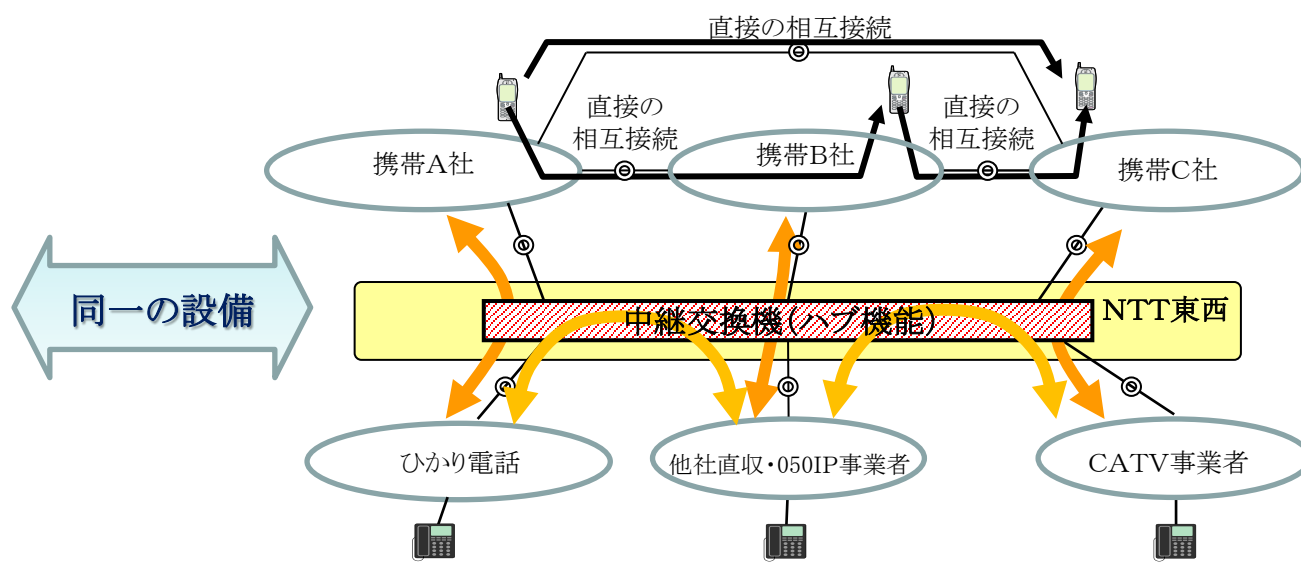 直接の相互接続
直接の
相互接続
直接の
相互接続
携帯A社
携帯B社
携帯C社
同一の設備
中継交換機(ハブ機能)
NTT東西
ひかり電話
他社直収・050IP事業者
CATV事業者